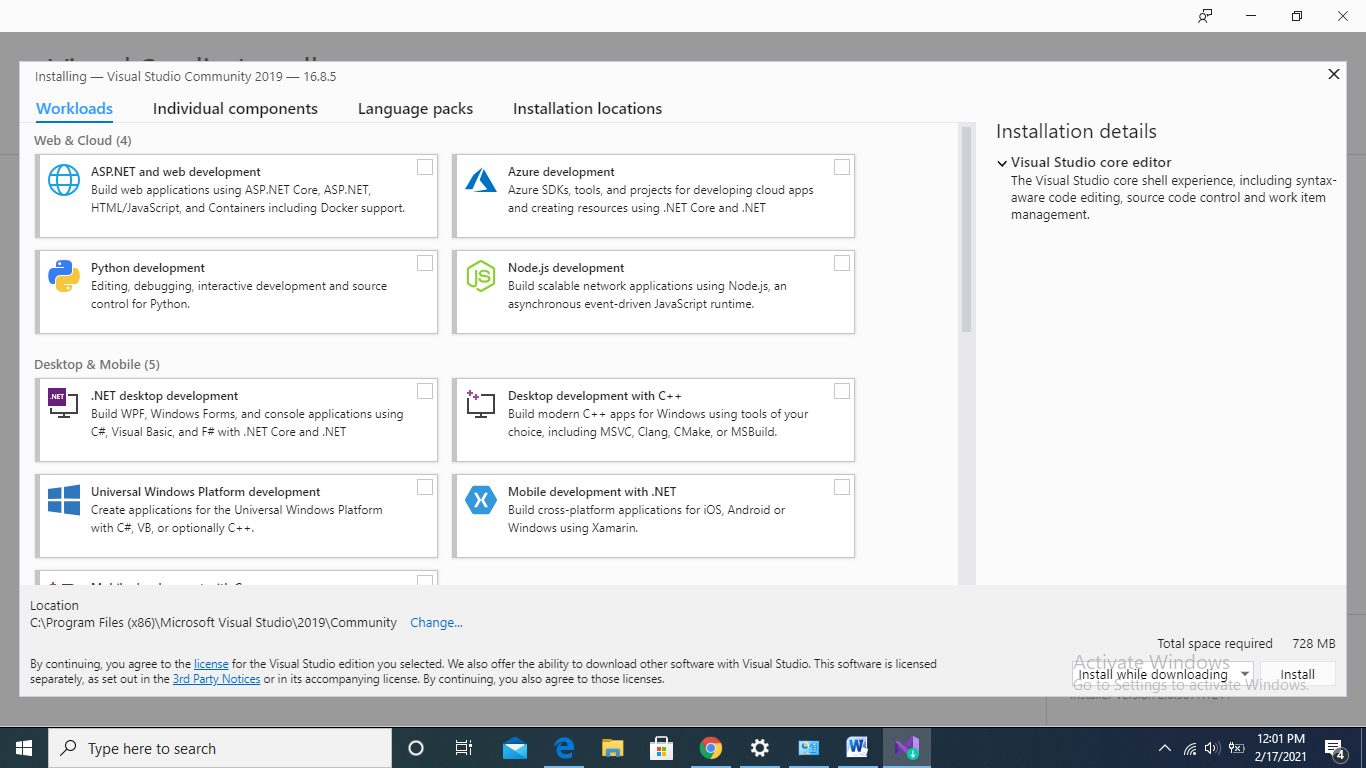 Installing — Visual Studio Community 2019 — 16.8.5
Workloads
Individual components
Language packs
Installation locations
Web & Cloud (4)
ASP.NET and web development
Build web applications using ASP.NET Core, ASP.NET,
HTML/JavaScript, and Containers including Docker support.
Azure development
Azure SDKs, tools, and projects for developing cloud apps
and creating resources using .NET Core and .NET
Python development
Editing, debugging, interactive development and source
control for Python.
Node.js development
Build scalable network applications using Node.js, an
asynchronous event-driven JavaScript runtime.
Desktop & Mobile (5)
.NET
.NET desktop development
Build WPF, Windows Forms, and console applications using
C#, Visual Basic, and F# with .NET Core and .NET
Desktop development with C++
Build modern C++ apps for Windows using tools of your
choice, including MSVC, Clang, CMake, or MSBuild.
Universal Windows Platform development
Create applications for the Universal Windows Platform
with C#, VB, or optionally C++.
Mobile development with .NET
Build cross-platform applications for iOS, Android or
Windows using Xamarin.
Installation details
Visual Studio core editor
The Visual Studio core shell experience, including syntax-
aware code editing, source code control and work item
management.
Location
C:\Program Files (x86)\Microsoft Visual Studio\2019\Community
Change...
Total space required 728 MB
By continuing, you agree to the license for the Visual Studio edition you selected. We also offer the ability to download other software with Visual Studio. This software is licensed
separately, as set out in the 3rd Party Notices or in its accompanying license. By continuing, you also agree to those licenses.
Activate Windows
Go to Settings to activate Windows.
Install while downloading
Install
Type here to search
12:01 PM
2/17/2021
4